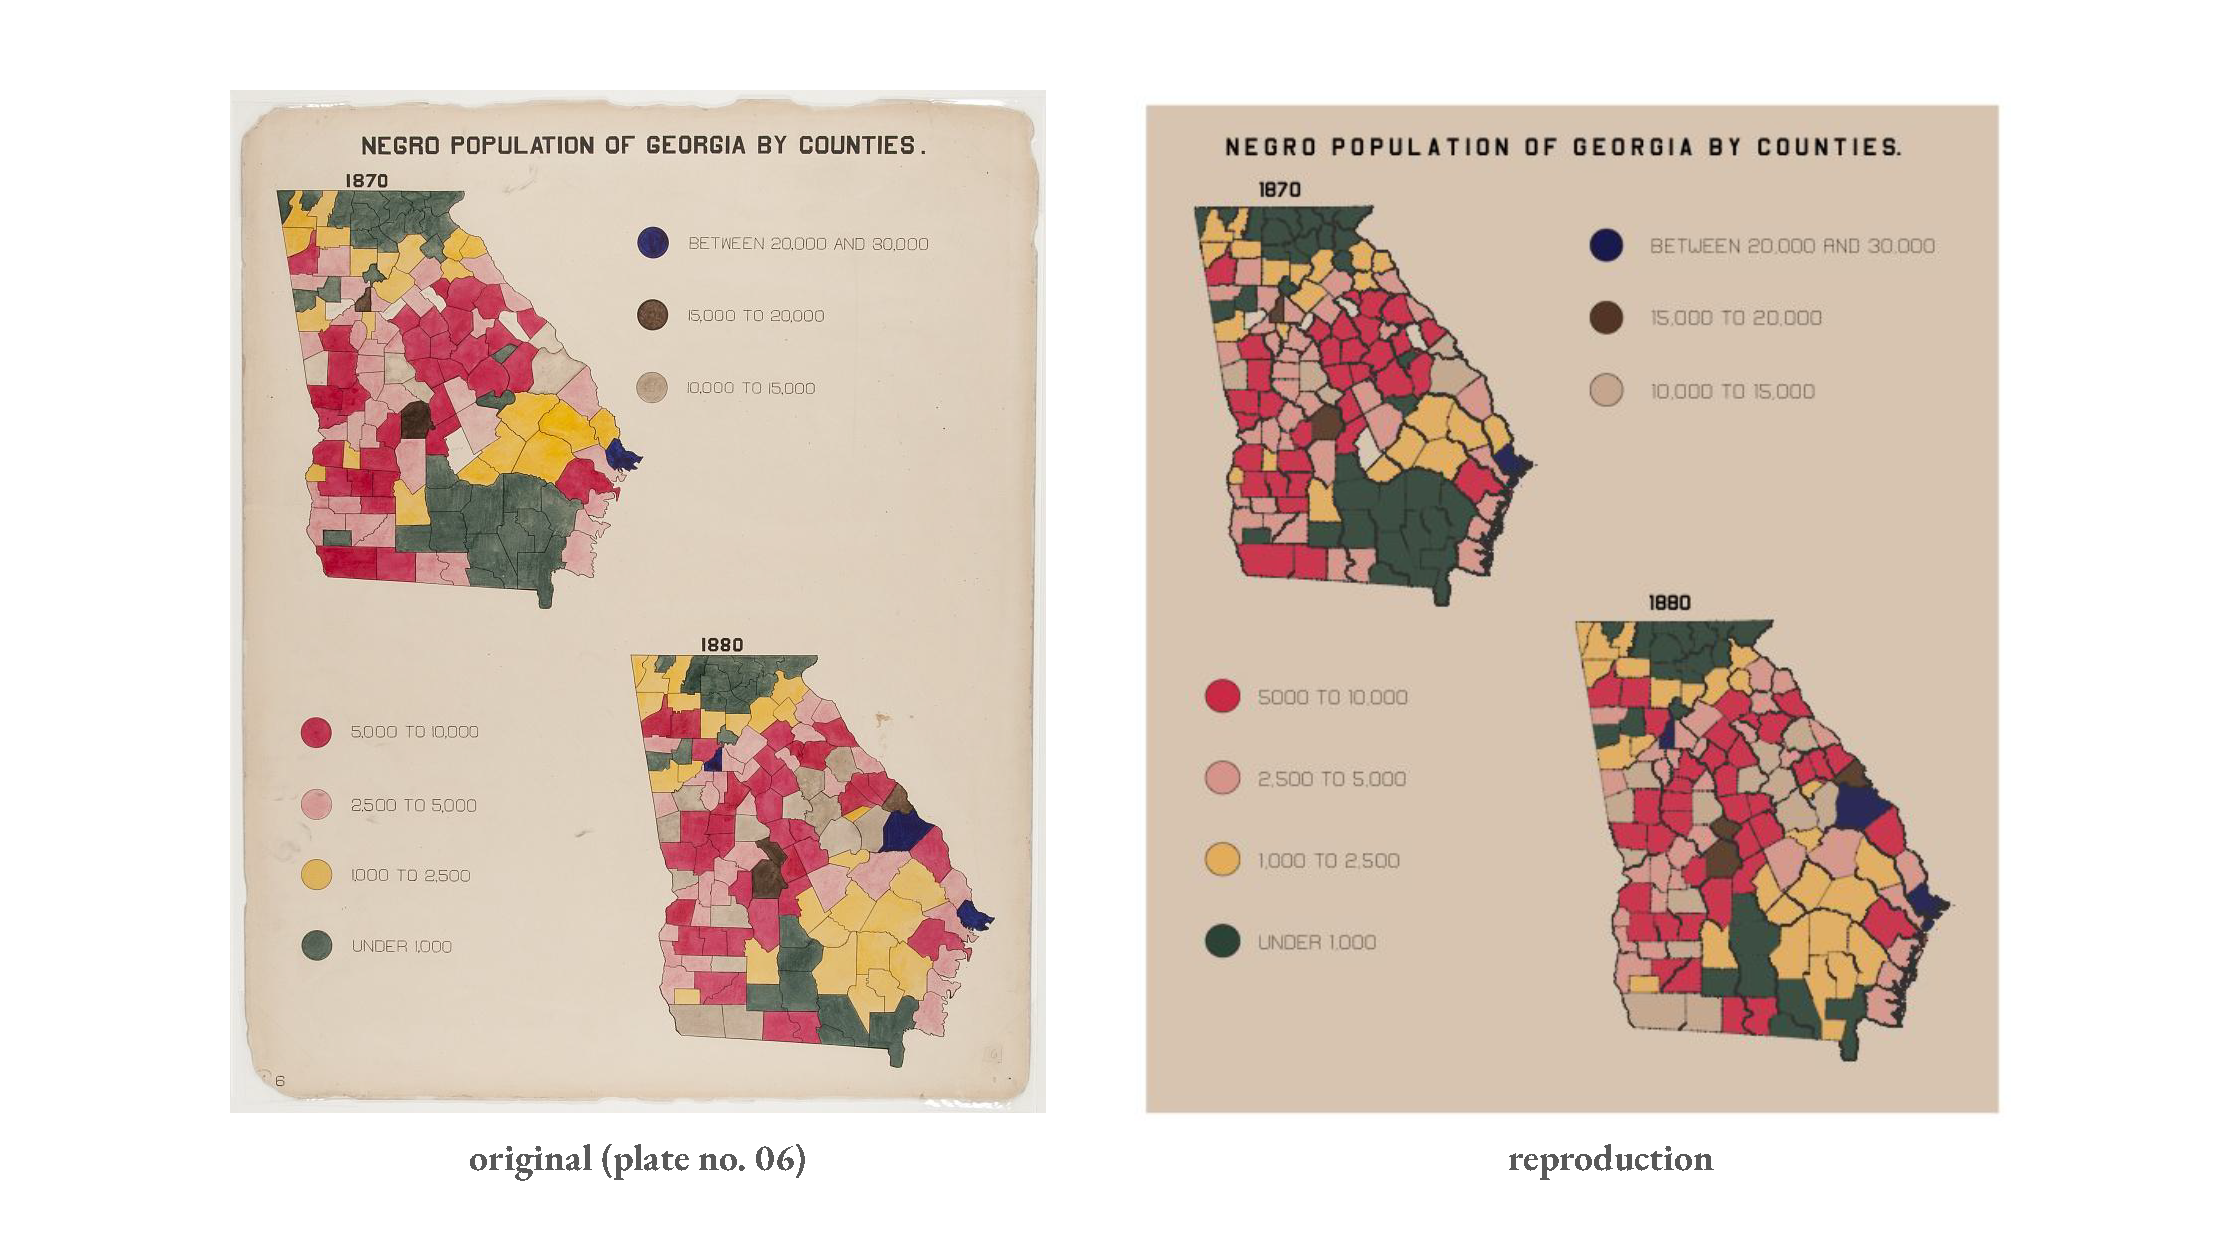 NEGRO POPULATION OF GEORGIA BY COUNTIES.
1870
BETWEEN 20,000 AND 30,000
15,000 TO 20,000
10,000 TO 15,000
1880
5,000 TO 10,000
2,500 TO 5,000
1,000 TO 2,500
UNDER 1,000
6
original (plate no. 06)
NEGRO POPULATION OF GEORGIA BY COUNTIES.
1870
BETWEEN 20,000 AND 30,000
15,000 TO 20,000
10,000 TO 15,000
1880
5000 TO 10,000
2,500 TO 5,000
1,000 TO 2,500
UNDER 1,000
reproduction